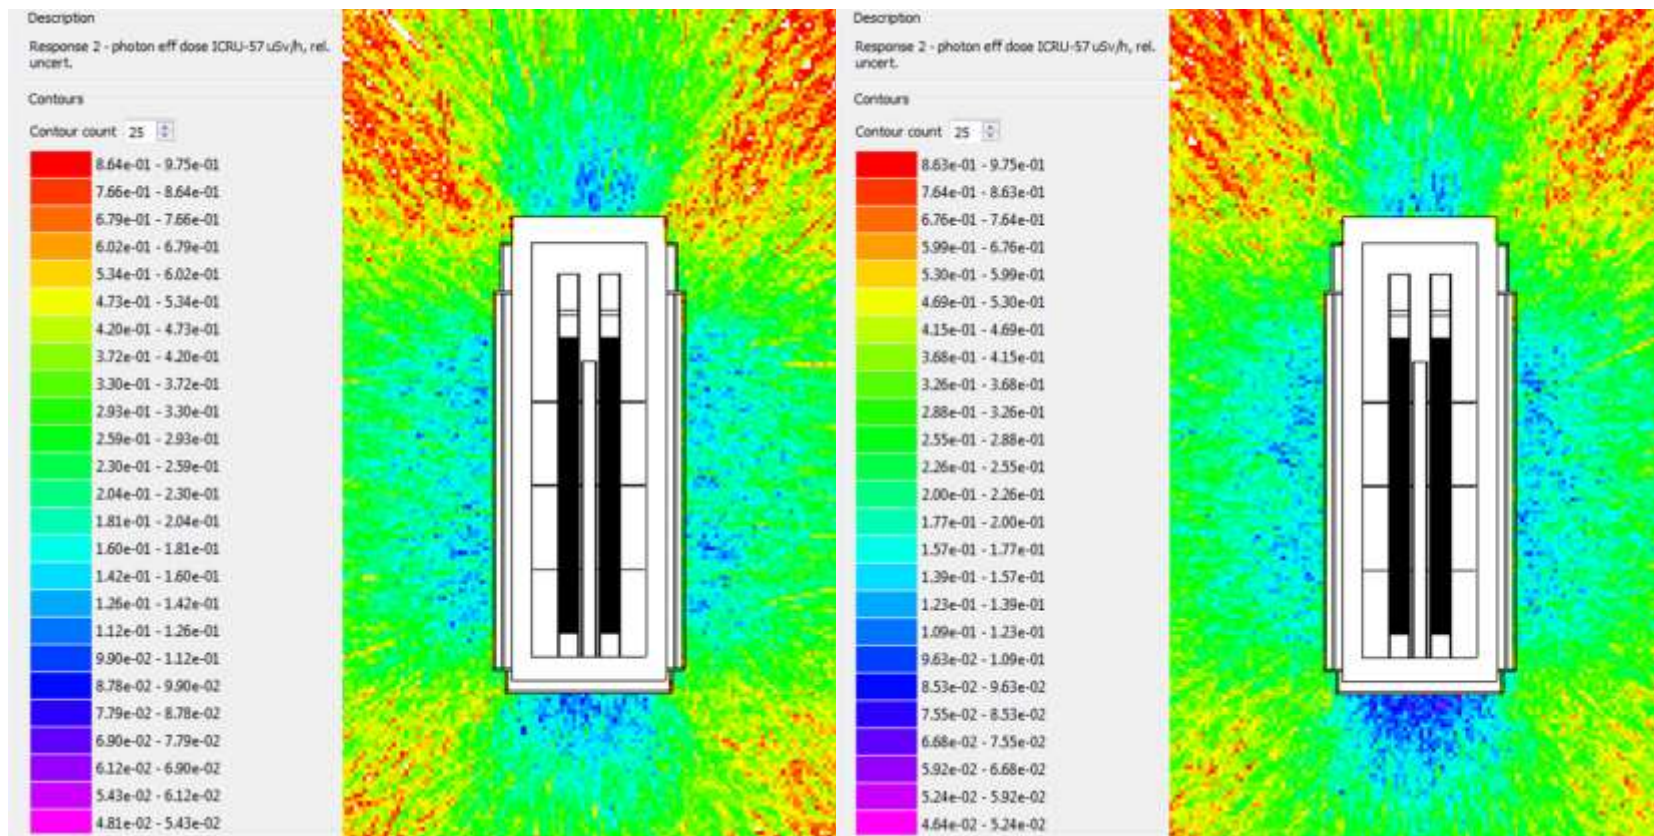 Description
Response 2 - photon eff dose ICRU-57 uSv/h, rel.
uncert.
Contours
Contour count 25
8.64e-01 - 9.75e-01
7.66e-01 - 8.64e-01
6.79e-01 - 7.66e-01
6.02e-01 - 6.79e-01
5.34e-01 - 6.02e-01
4.73e-01 - 5.34e-01
4.20e-01 - 4.73e-01
3.72e-01 - 4.20e-01
3.30e-01 - 3.72e-01
2.93e-01 - 3.30e-01
2.59e-01 - 2.93e-01
2.30e-01 - 2.59e-01
2.04e-01 - 2.30e-01
1.81e-01 - 2.04e-01
1.60e-01 - 1.81e-01
1.42e-01 - 1.60e-01
1.26e-01 - 1.42e-01
1.12e-01 - 1.26e-01
9.90e-02 - 1.12e-01
8.78e-02 - 9.90e-02
7.79e-02 - 8.78e-02
6.90e-02 - 7.79e-02
6.12e-02 - 6.90e-02
5.43e-02 - 6.12e-02
4.81e-02 - 5.43e-02
Description
Response 2 - photon eff dose ICRU-57 uSv/h, rel.
uncert.
Contours
Contour count 25
8.63e-01 - 9.75e-01
7.64e-01 - 8.63e-01
6.76e-01 - 7.64e-01
5.99e-01 - 6.76e-01
5.30e-01 - 5.99e-01
4.69e-01 - 5.30e-01
4.15e-01 - 4.69e-01
3.68e-01 - 4.15e-01
3.26e-01 - 3.68e-01
2.88e-01 - 3.26e-01
2.55e-01 - 2.88e-01
2.26e-01 - 2.55e-01
2.00e-01 - 2.26e-01
1.77e-01 - 2.00e-01
1.57e-01 - 1.77e-01
1.39e-01 - 1.57e-01
1.23e-01 - 1.39e-01
1.09e-01 - 1.23e-01
9.63e-02 - 1.09e-01
8.53e-02 - 9.63e-02
7.55e-02 - 8.53e-02
6.68e-02 - 7.55e-02
5.92e-02 - 6.68e-02
5.24e-02 - 5.92e-02
4.64e-02 - 5.24e-02